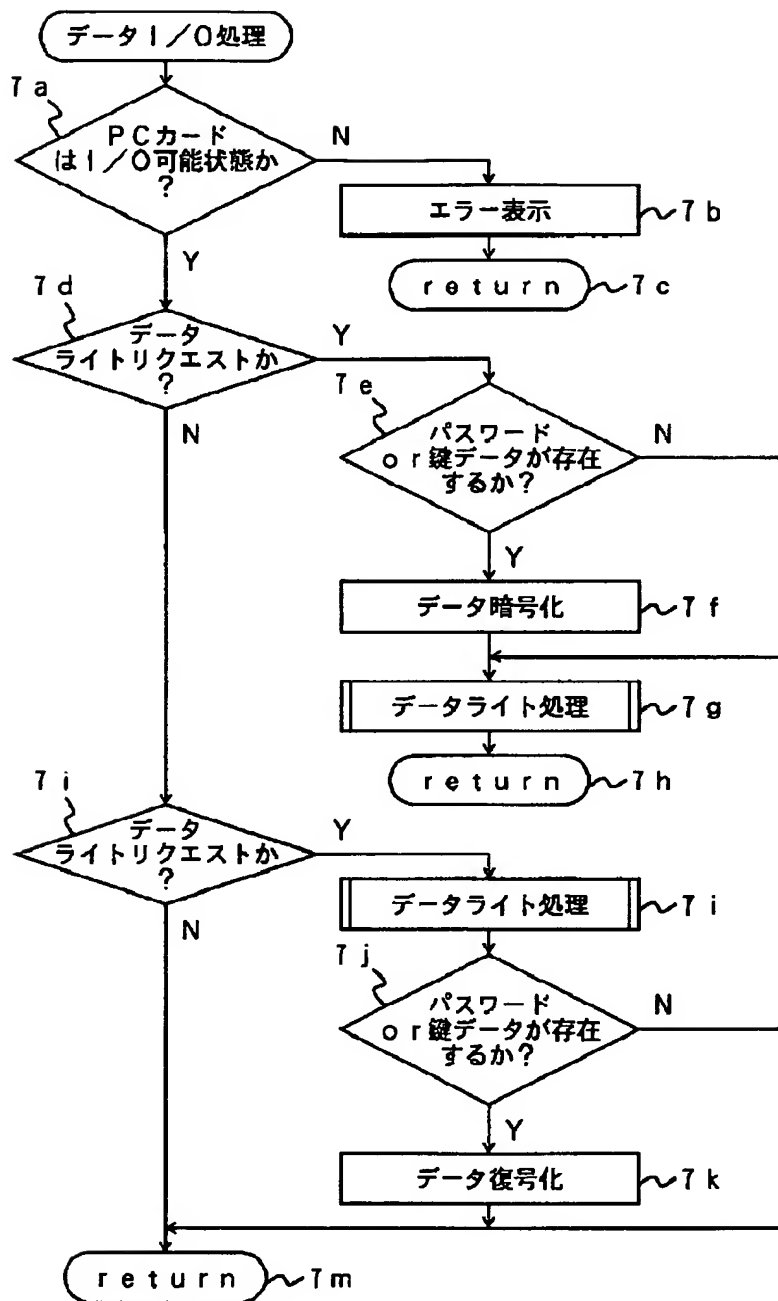 データI／O処理
7a
PCカード
はI／O可能状態か
？
N
エラー表示
7b
return
7c
Y
7d
データ
ライトリクエストか
？
Y
N
7e
パスワード
or鍵データが存在
するか？
N
Y
データ暗号化
7f
データライト処理
7g
return
7h
7i
データ
ライトリクエストか
？
Y
N
データライト処理
7i
7j
パスワード
or鍵データが存在
するか？
N
Y
データ復号化
7k
return
7m